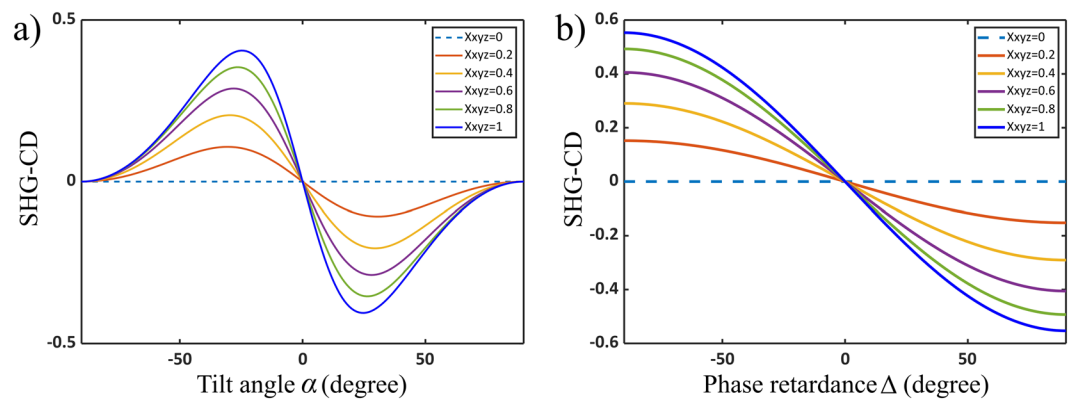 a)
SHG-CD
0.5
0
-0.5
-50
0
50
Tilt angle α (degree)
Xxyz=0
Xxyz=0.2
Xxyz=0.4
Xxyz=0.6
Xxyz=0.8
Xxyz=1
b)
SHG-CD
0.6
0.4
0.2
0
-0.2
-0.4
-0.6
-50
0
50
Phase retardance Δ (degree)
Xxyz=0
Xxyz=0.2
Xxyz=0.4
Xxyz=0.6
Xxyz=0.8
Xxyz=1